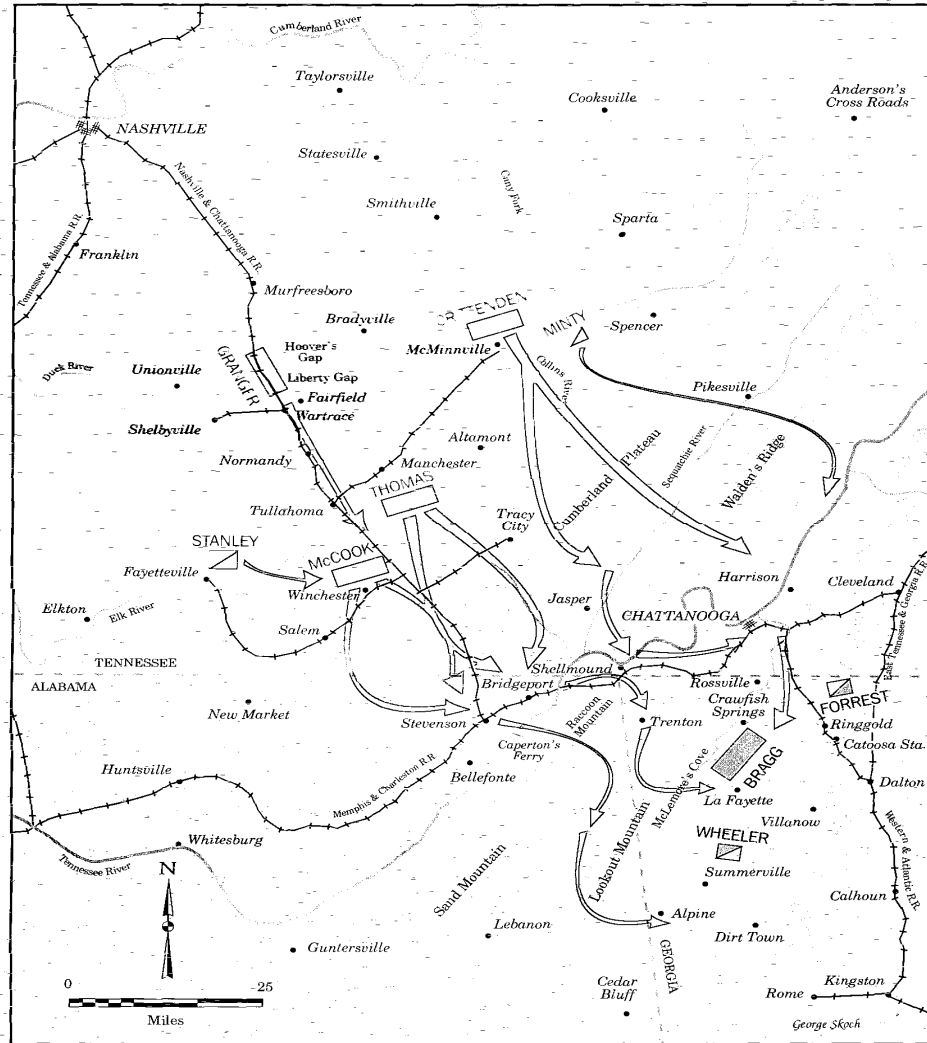 Cumberland River
Taylorsville
Cooksville
Anderson's
Cross Roads
NASHVILLE
Statesville
Nashville & Chattanooga R.R.
Cany Fork
Smithville
Sparta
Tennessee & Alabama R.R.
Franklin
Murfreesboro
Bradyville
MINTY
Spencer
McMinnville
Hoover's
Gap
GRANGER
Liberty Gap
Collins River
Duck River
Unionville
Fairfield
Pikesville
Wartrace
Shelbyville
Altamont
Plateau
Sequatchie River
Walden's Ridge
Normandy
Manchester
THOMAS
Cumberland
Tullahoma
Tracy
City
STANLEY
McCOOK
Fayetteville
Winchester
Harrison
Cleveland
Elkton
Elk River
Jasper
CHATTANOOGA
Salem
East Tennessee & Georgia R.R.
TENNESSEE
Shellmound
ALABAMA
Bridgeport
Rossville
New Market
Raccoon
Mountain
Crawfish
Springs
FORREST
Stevenson
Trenton
Ringgold
Caperton's
Ferry
Catoosa Sta.
Huntsville
Bellefonte
McLemore's Cove
BRAGG
Dalton
Memphis & Charleston R.R
La Fayette
Villanow
Whitesburg
Lookout Mountain
WHEELER
Western & Atlantic R.R.
Tennessee River
N
Sand Mountain
Summerville
Calhoun
Alpine
Lebanon
Dirt Town
Guntersville
GEORGIA
0
25
Cedar
Bluff
Rome
Kingston
Miles
George Skoch